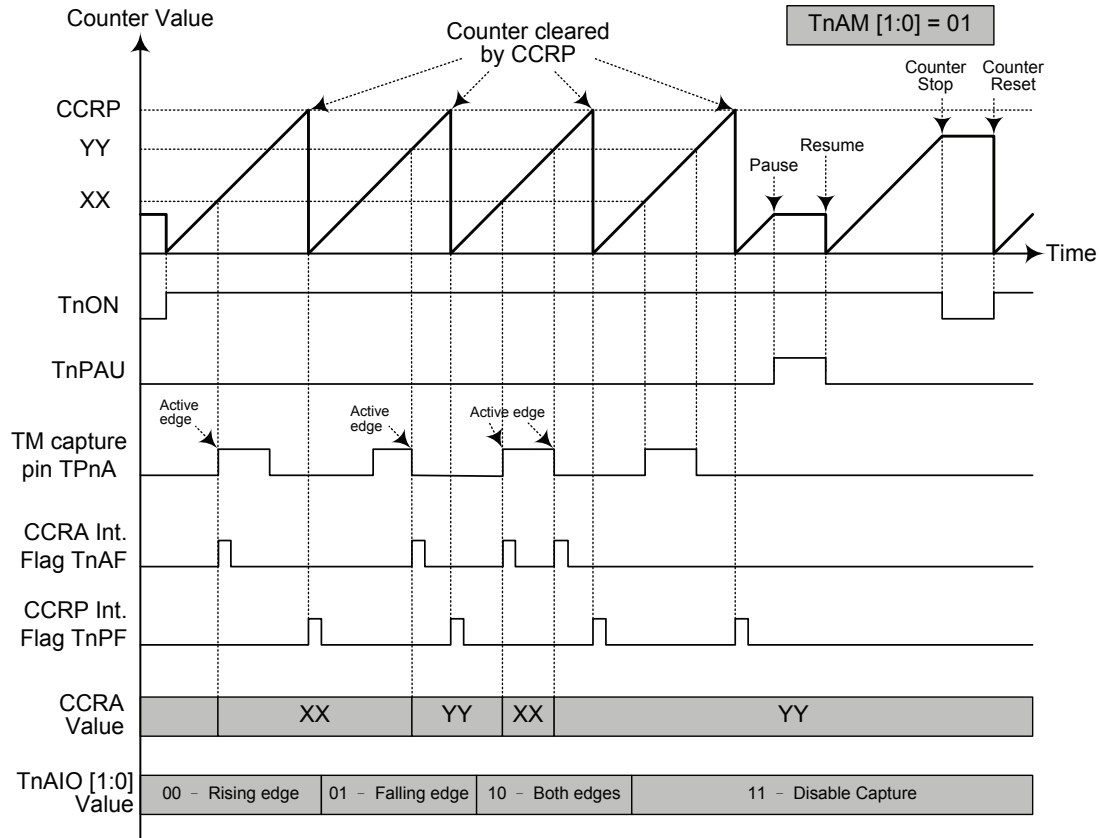 Counter Value
TnAM [1:0] = 01
Counter cleared
by CCRP
Counter
Stop
Counter
Reset
CCRP
YY
XX
Pause
Resume
Time
TnON
TnPAU
Active
edge
Active
edge
Active edge
TM capture
pin TPnA
CCRA Int.
Flag TnAF
CCRP Int.
Flag TnPF
CCRA
Value
XX
YY
XX
YY
TnAIO [1:0]
Value
00 – Rising edge
01 – Falling edge
10 – Both edges
11 – Disable Capture